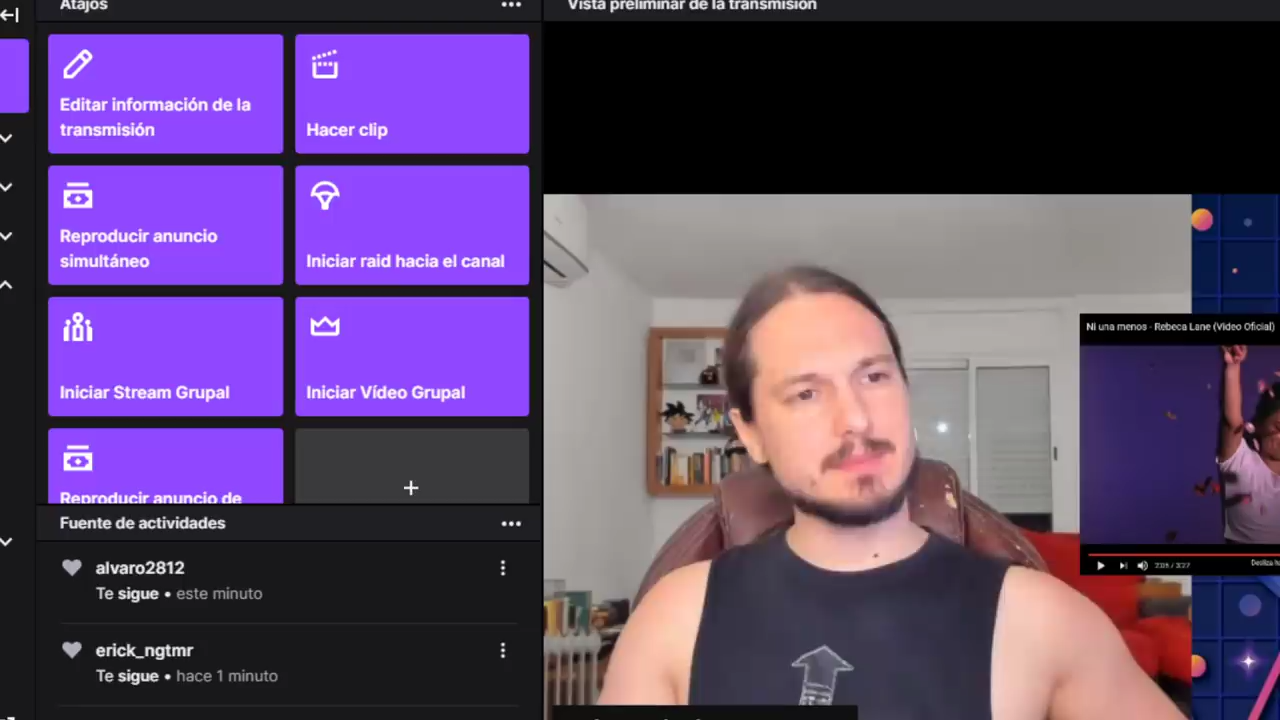 Atajos
Vista preliminar de la transmisión
Editar información de la
transmisión
Hacer clip
Reproducir anuncio
simultáneo
Iniciar raid hacia el canal
Iniciar Stream Grupal
Iniciar Vídeo Grupal
Reproducir anuncio de
Fuente de actividades
alvaro2812
Te sigue • este minuto
erick_ngtmr
Te sigue • hace 1 minuto
Ni una menos - Rebeca Lane (Video Oficial)